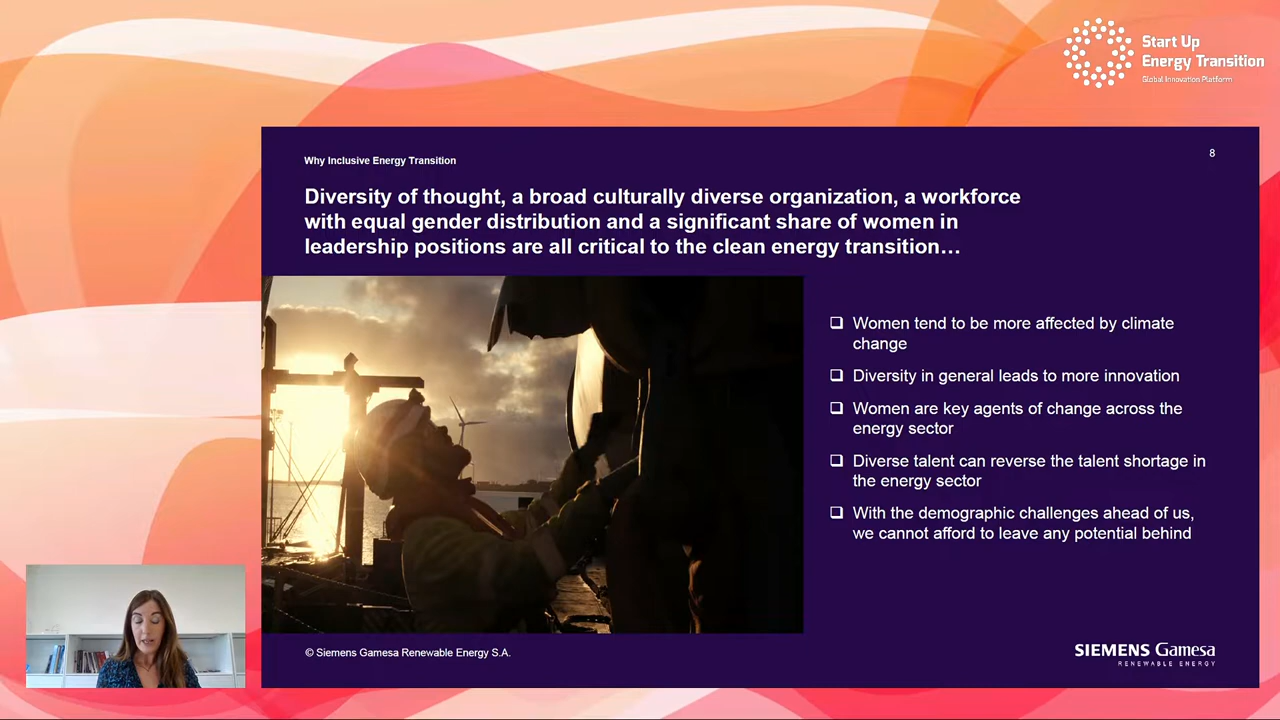 Start Up
Energy Transition
Global Innovation Platform
Why Inclusive Energy Transition
8
Diversity of thought, a broad culturally diverse organization, a workforce
with equal gender distribution and a significant share of women in
leadership positions are all critical to the clean energy transition…
Women tend to be more affected by climate
change
Diversity in general leads to more innovation
Women are key agents of change across the
energy sector
Diverse talent can reverse the talent shortage in
the energy sector
With the demographic challenges ahead of us,
we cannot afford to leave any potential behind
© Siemens Gamesa Renewable Energy S.A.
SIEMENS Gamesa
RENEWABLE ENERGY